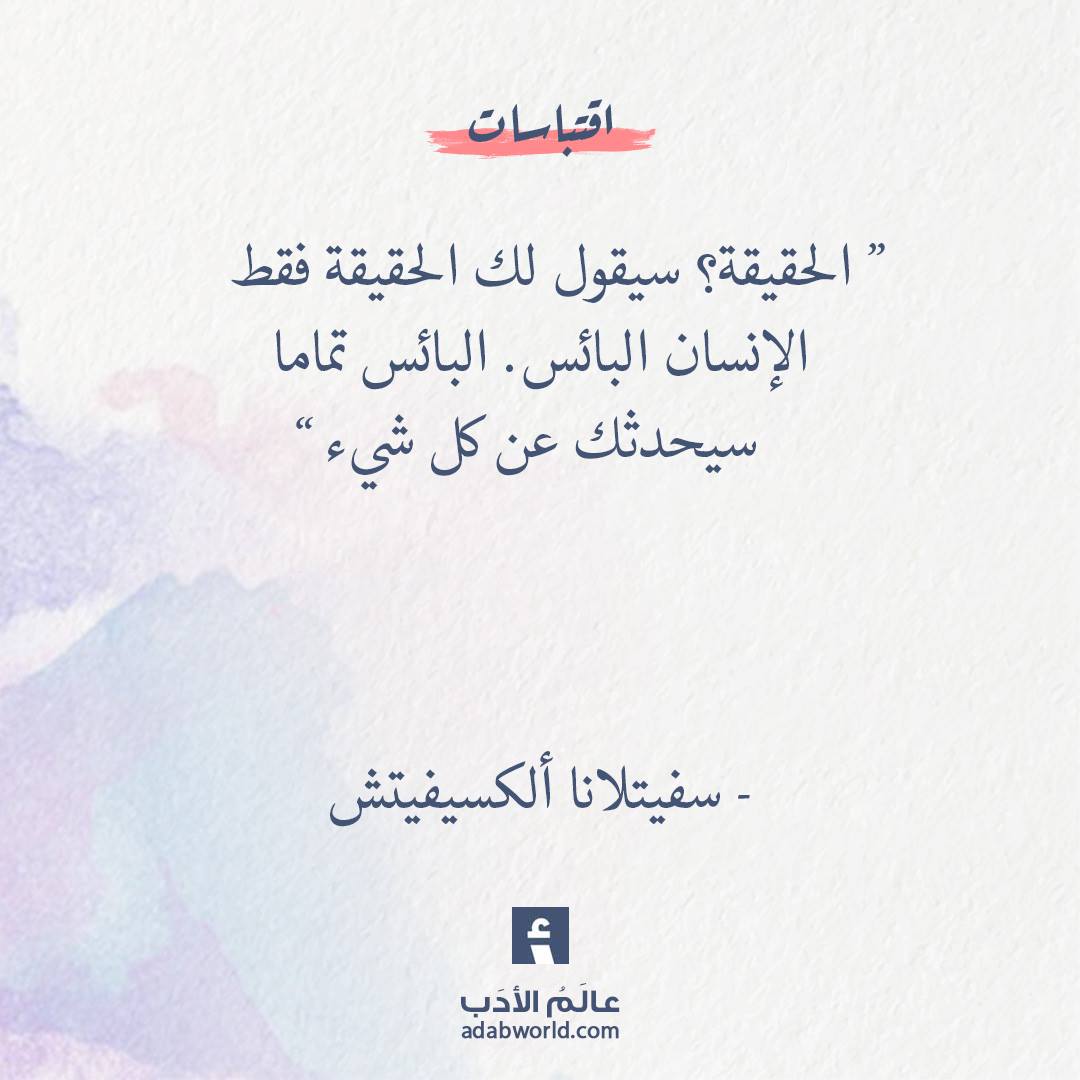 اقتباسات
” الحقيقة؟ سيقول لك الحقيقة فقط
الإنسان البائس. البائس تماما
سيحدثك عن كل شيء “
- سفيتلانا ألكسيفيتش
أ
عالَمُ الأدَب
adabworld.com